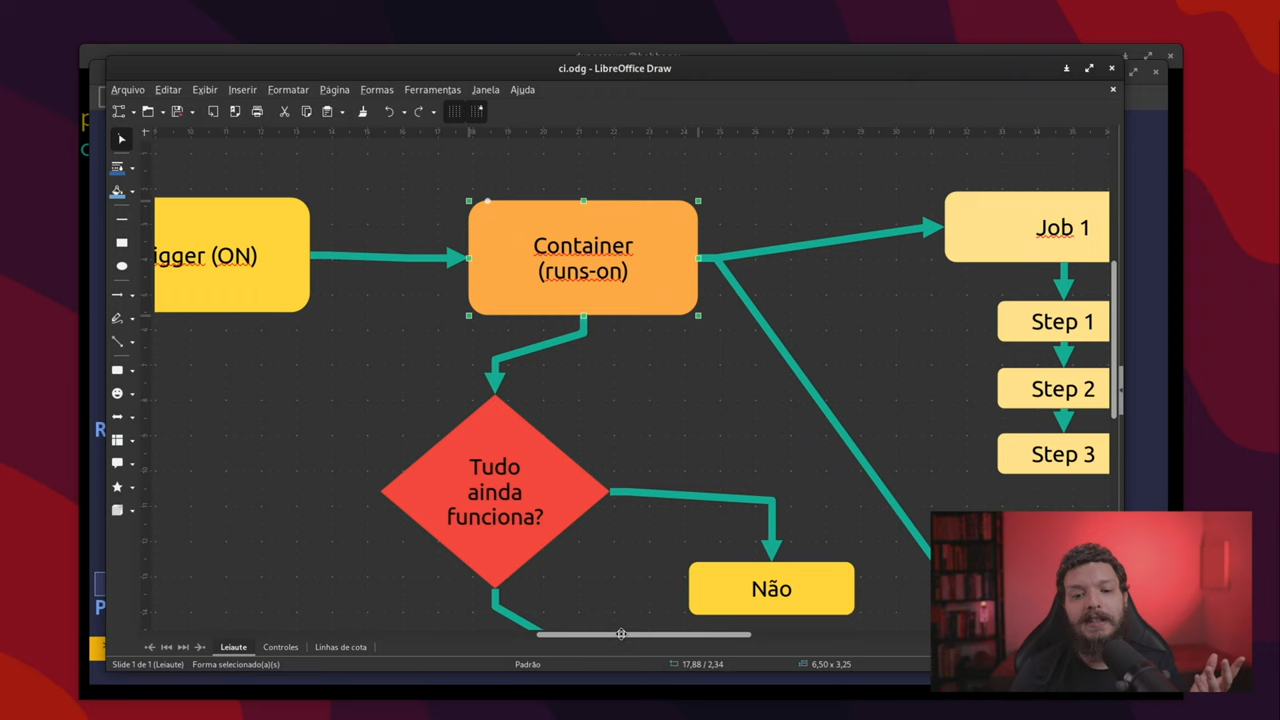 ci.odg - LibreOffice Draw
Arquivo Editar Exibir Inserir Formatar Página Formas Ferramentas Janela Ajuda
igger (ON)
Container
(runs-on)
Job 1
Step 1
Step 2
Step 3
Tudo
ainda
funciona?
Não
Leiaute Controles Linhas de cota
Slide 1 de 1 (Leiaute) Forma selecionado(a)(s) Padrão 17,88 / 2,34 6,50 x 3,25